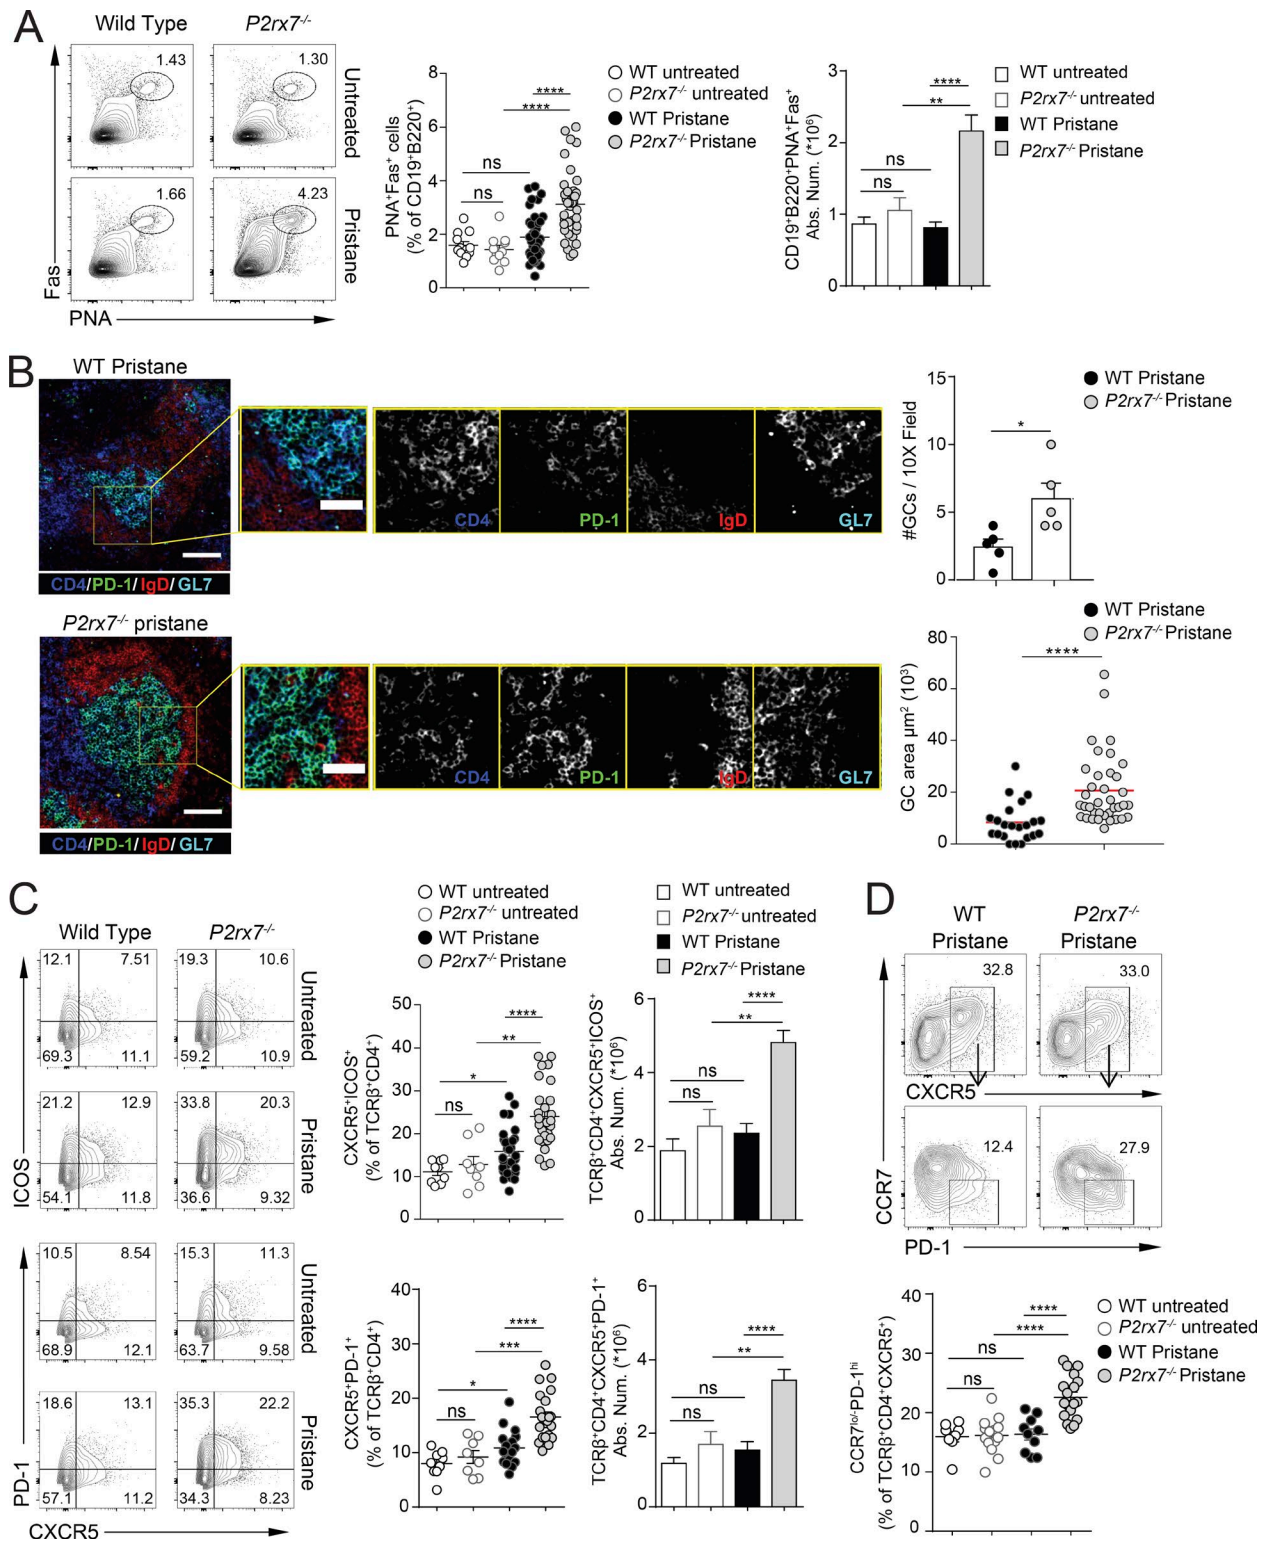 A
Wild Type
P2rx7-/-
1.43
1.30
Untreated
1.66
4.23
Pristane
Fas
PNA
PNA+Fas+ cells
(% of CD19+B220+)
8
6
4
2
0
ns
ns
****
****
WT untreated
P2rx7-/- untreated
WT Pristane
P2rx7-/- Pristane
CD19+B220+PNA+Fas+
Abs. Num. (*10⁶)
3
2
1
0
ns
ns
**
****
WT untreated
P2rx7-/- untreated
WT Pristane
P2rx7-/- Pristane
B
WT Pristane
CD4/PD-1/IgD/GL7
CD4
PD-1
IgD
GL7
#GCs / 10X Field
15
10
5
0
*
WT Pristane
P2rx7-/- Pristane
P2rx7-/- pristane
CD4/PD-1/IgD/GL7
CD4
PD-1
IgD
GL7
GC area µm² (10³)
80
60
40
20
0
****
WT Pristane
P2rx7-/- Pristane
C
Wild Type
P2rx7-/-
12.1
7.51
69.3
11.1
19.3
10.6
59.2
10.9
Untreated
21.2
12.9
54.1
11.8
33.8
20.3
36.6
9.32
Pristane
ICOS
10.5
8.54
68.9
12.1
15.3
11.3
63.7
9.58
Untreated
18.6
13.1
57.1
11.2
35.3
22.2
34.3
8.23
Pristane
PD-1
CXCR5
WT untreated
P2rx7-/- untreated
WT Pristane
P2rx7-/- Pristane
CXCR5+ICOS+
(% of TCRβ+CD4+)
50
40
30
20
10
0
ns
*
**
****
WT untreated
P2rx7-/- untreated
WT Pristane
P2rx7-/- Pristane
TCRβ+CD4+CXCR5+ICOS+
Abs. Num. (*10⁶)
6
4
2
0
ns
ns
**
****
CXCR5+PD-1+
(% of TCRβ+CD4+)
40
30
20
10
0
ns
*
***
****
TCRβ+CD4+CXCR5+PD-1+
Abs. Num. (*10⁶)
6
4
2
0
ns
ns
**
****
D
WT
Pristane
P2rx7-/-
Pristane
32.8
33.0
CXCR5
12.4
27.9
CCR7
PD-1
CCR7lo/-PD-1hi
(% of TCRβ+CD4+CXCR5+)
40
30
20
10
0
ns
ns
****
****
WT untreated
P2rx7-/- untreated
WT Pristane
P2rx7-/- Pristane